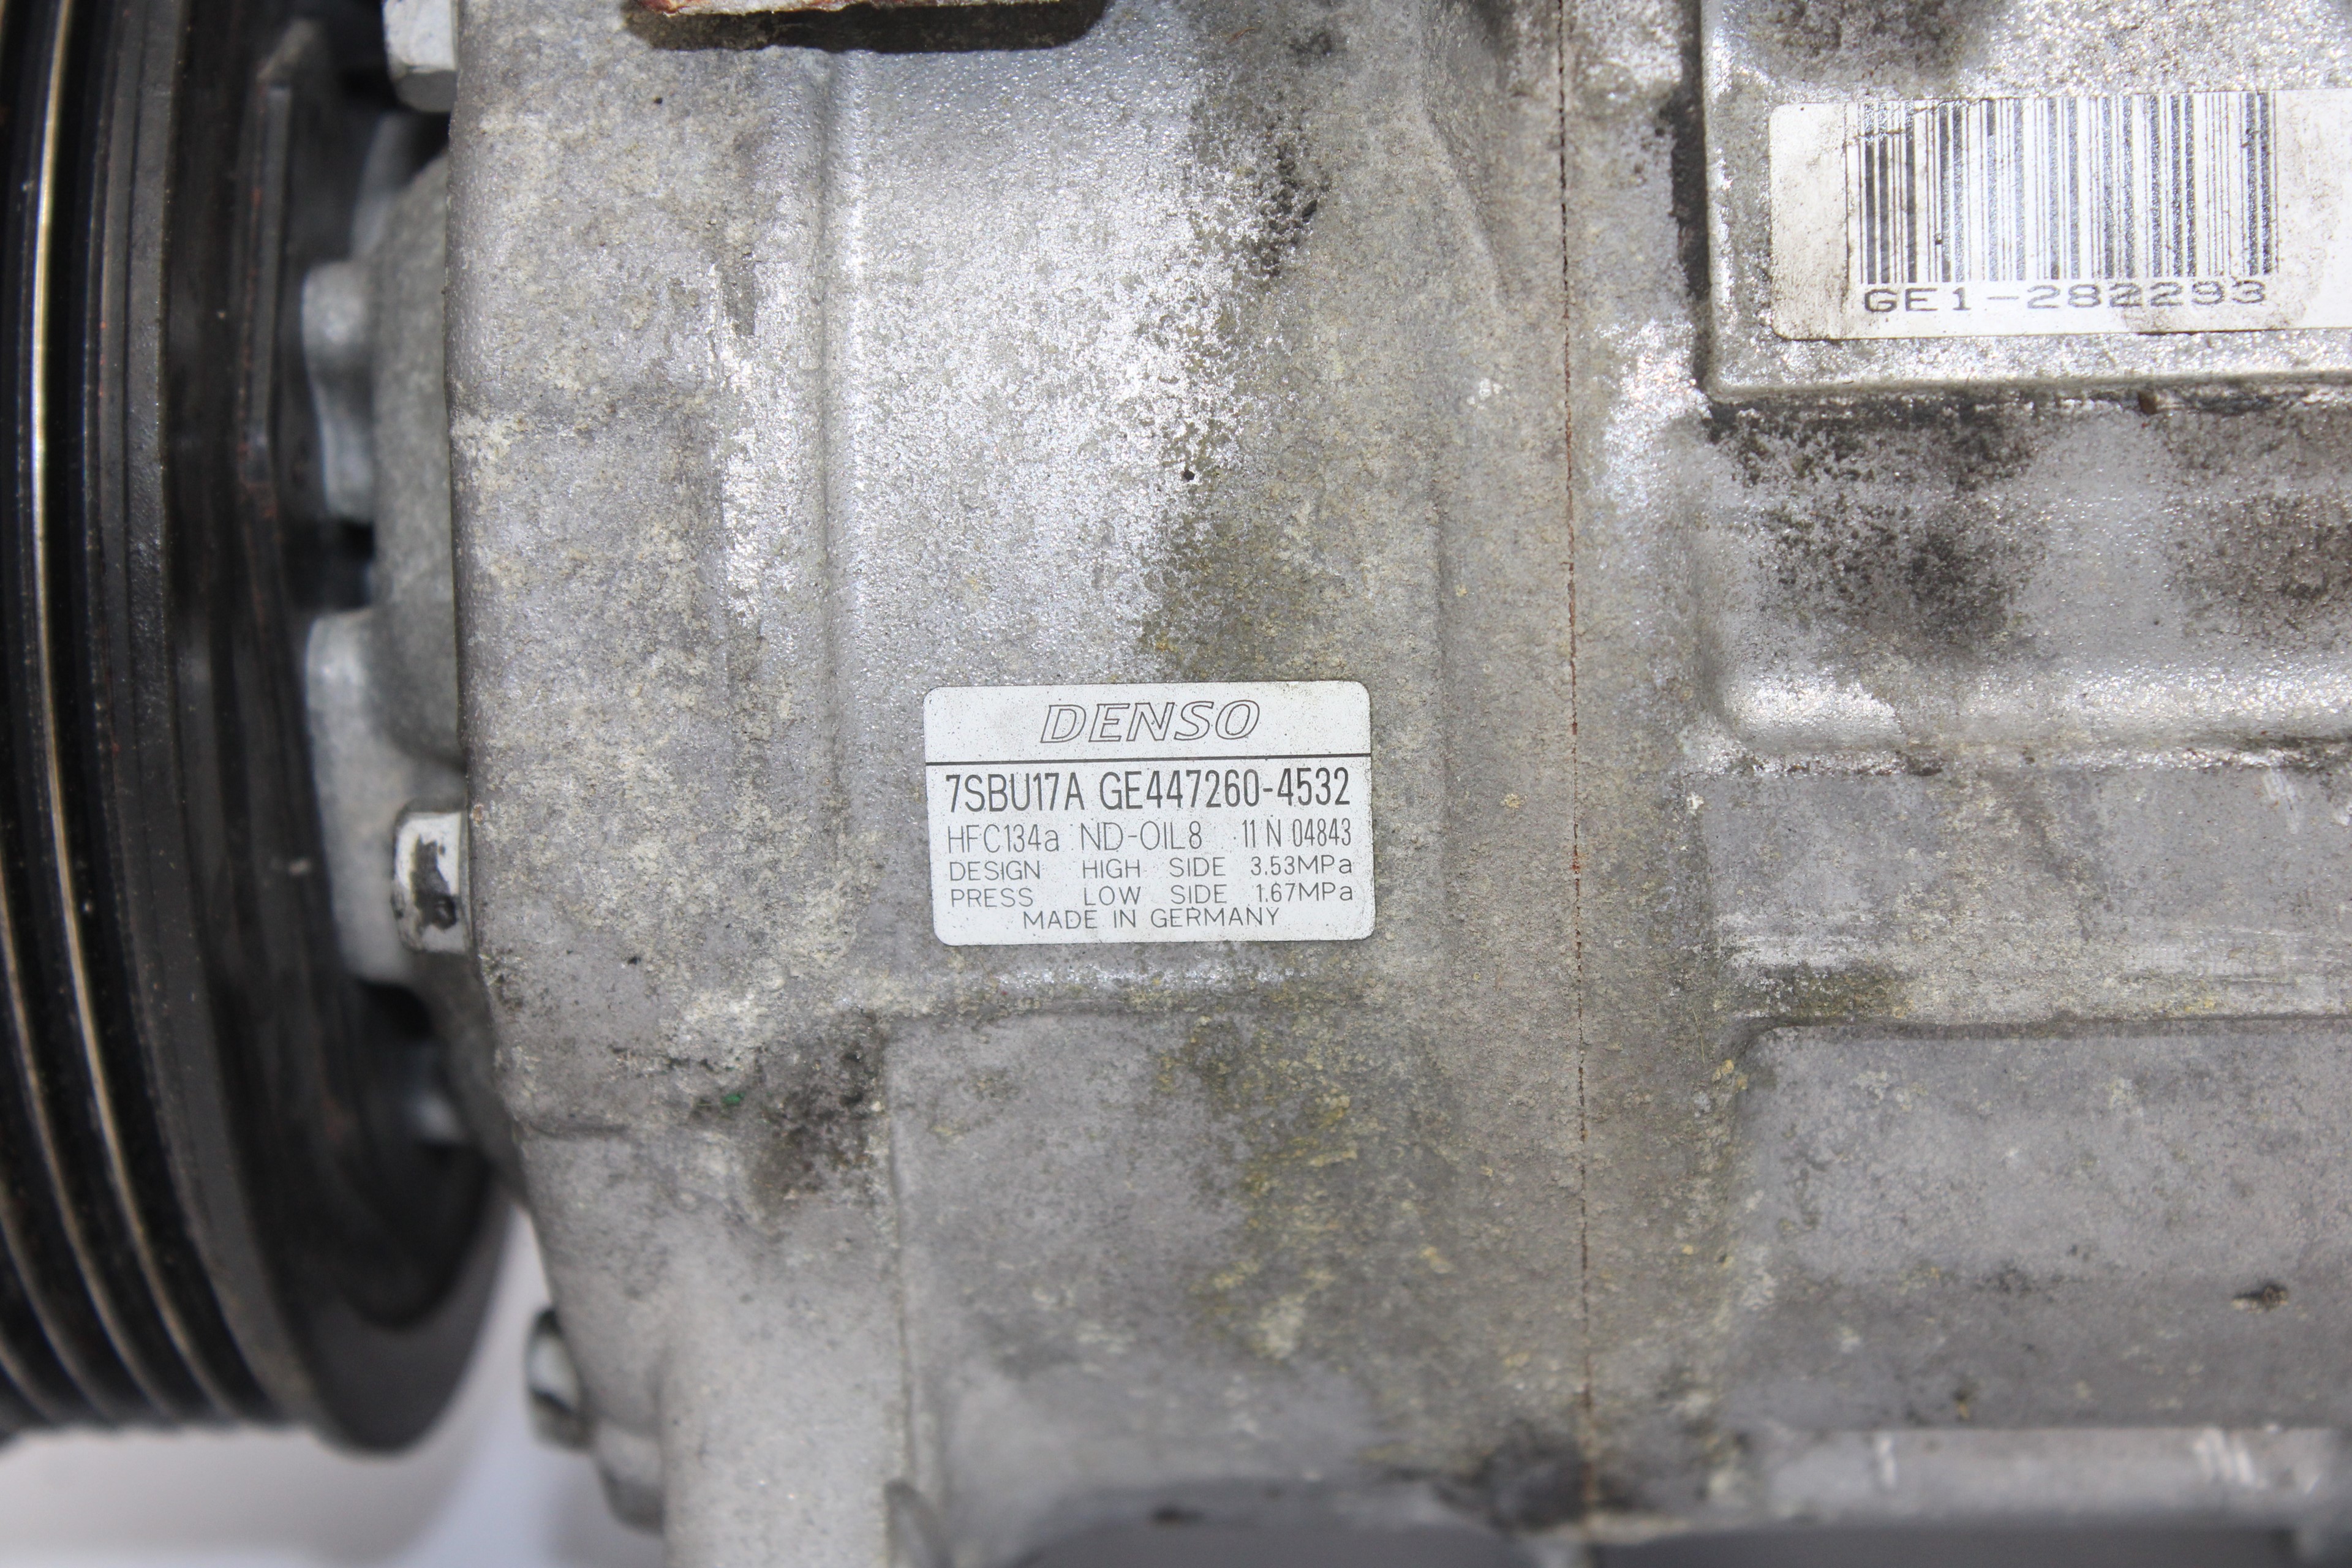 GE1-282293
DENSO
7SBU17A GE447260-4532
HFC134a ND-OIL8 11 N 04843
DESIGN HIGH SIDE 3.53MPa
PRESS LOW SIDE 1.67MPa
MADE IN GERMANY